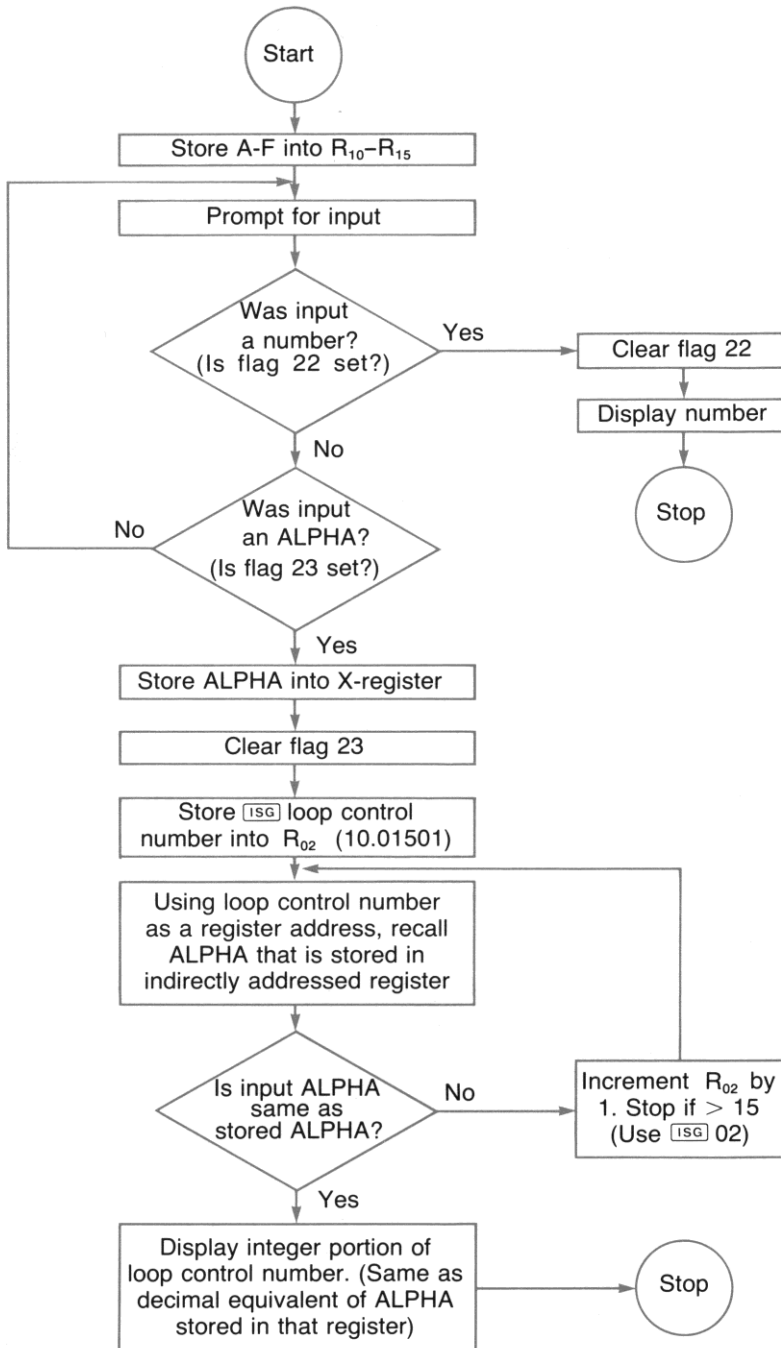 Start
Store A-F into R₁₀–R₁₅
Prompt for input
Was input
a number?
(Is flag 22 set?)
Yes
Clear flag 22
Display number
Stop
No
Was input
an ALPHA?
(Is flag 23 set?)
No
Yes
Store ALPHA into X-register
Clear flag 23
Store ISG loop control
number into R₀₂ (10.01501)
Using loop control number
as a register address, recall
ALPHA that is stored in
indirectly addressed register
Is input ALPHA
same as
stored ALPHA?
No
Increment R₀₂ by
1. Stop if > 15
(Use ISG 02)
Yes
Display integer portion of
loop control number. (Same as
decimal equivalent of ALPHA
stored in that register)
Stop